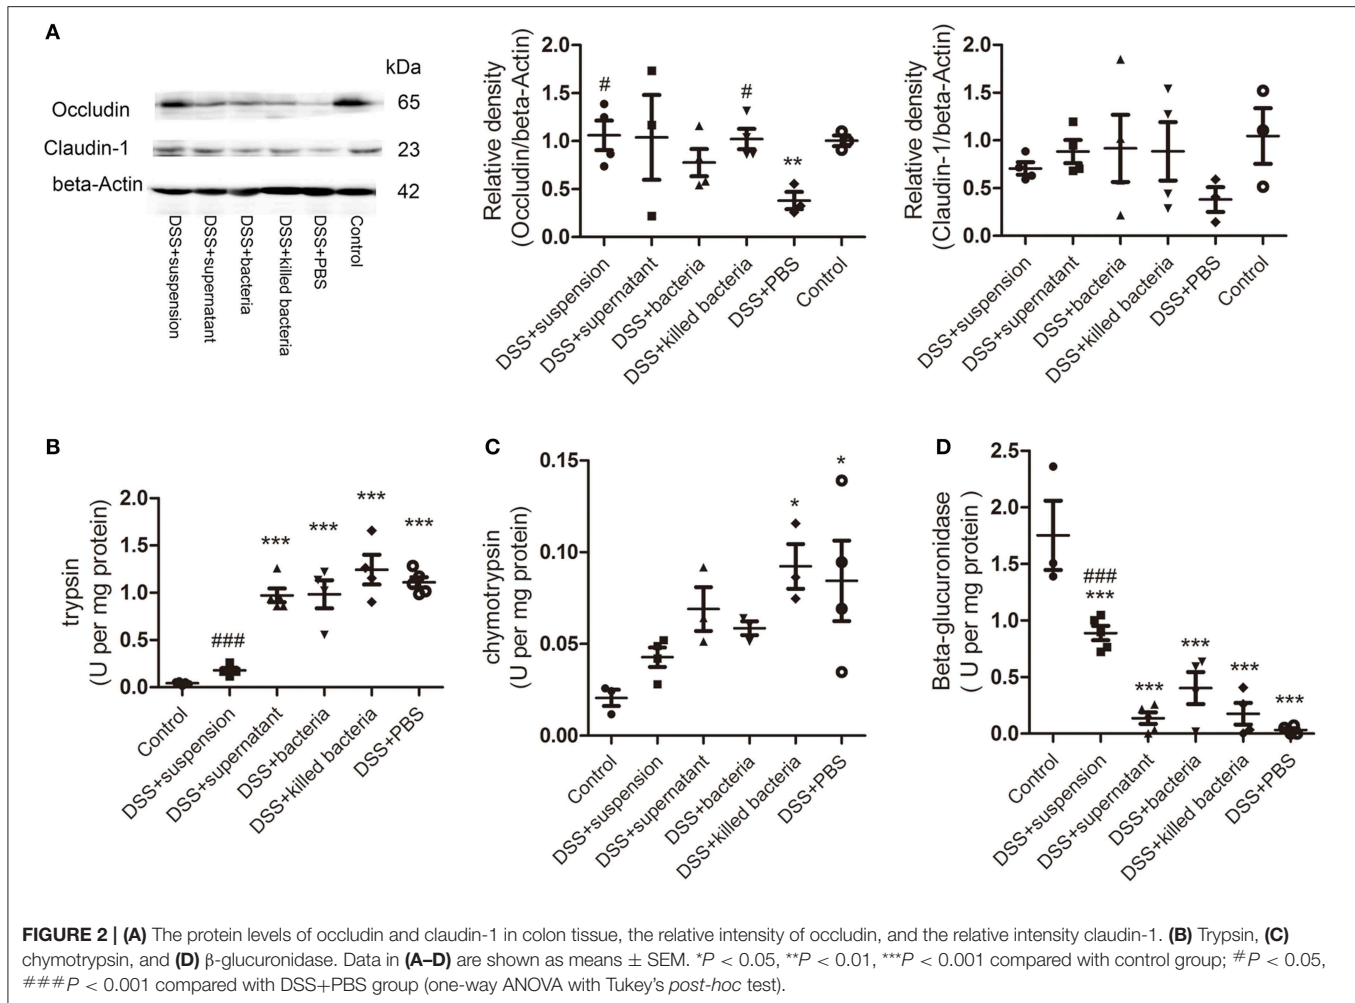 A
kDa
Occludin
65
Claudin-1
23
beta-Actin
42
DSS+suspension
DSS+supernatant
DSS+bacteria
DSS+killed bacteria
DSS+PBS
Control
Relative density
(Occludin/beta-Actin)
2.0
1.5
1.0
0.5
0.0
#
#
**
DSS+suspension
DSS+supernatant
DSS+bacteria
DSS+killed bacteria
DSS+PBS
Control
Relative density
(Claudin-1/beta-Actin)
2.0
1.5
1.0
0.5
0.0
DSS+suspension
DSS+supernatant
DSS+bacteria
DSS+killed bacteria
DSS+PBS
Control
B
trypsin
(U per mg protein)
2.0
1.5
1.0
0.5
0.0
###
***
***
***
***
Control
DSS+suspension
DSS+supernatant
DSS+bacteria
DSS+killed bacteria
DSS+PBS
C
chymotrypsin
(U per mg protein)
0.15
0.10
0.05
0.00
*
*
Control
DSS+suspension
DSS+supernatant
DSS+bacteria
DSS+killed bacteria
DSS+PBS
D
Beta-glucuronidase
( U per mg protein )
2.5
2.0
1.5
1.0
0.5
0.0
###
***
***
***
***
***
Control
DSS+suspension
DSS+supernatant
DSS+bacteria
DSS+killed bacteria
DSS+PBS
FIGURE 2 | (A) The protein levels of occludin and claudin-1 in colon tissue, the relative intensity of occludin, and the relative intensity claudin-1. (B) Trypsin, (C)
chymotrypsin, and (D) β-glucuronidase. Data in (A–D) are shown as means ± SEM. *P < 0.05, **P < 0.01, ***P < 0.001 compared with control group; #P < 0.05,
###P < 0.001 compared with DSS+PBS group (one-way ANOVA with Tukey's post-hoc test).